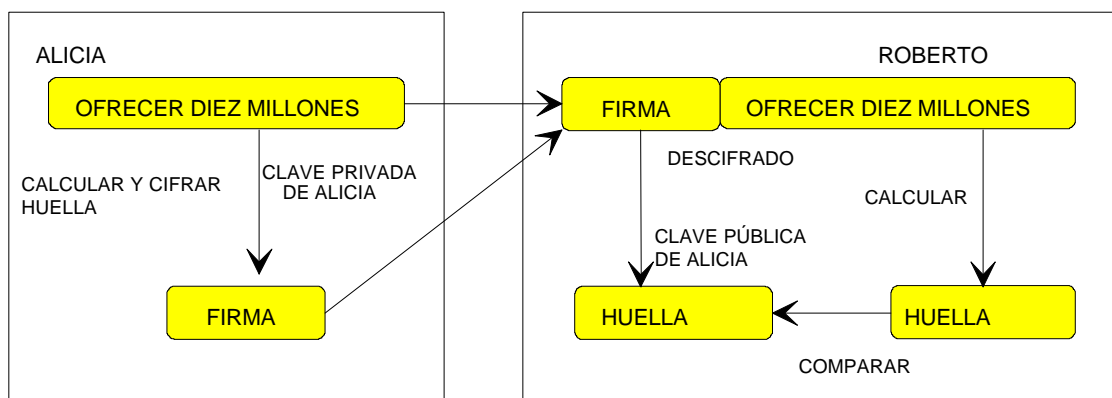 ALICIA
OFRECER DIEZ MILLONES
CALCULAR Y CIFRAR
HUELLA
CLAVE PRIVADA
DE ALICIA
FIRMA
ROBERTO
FIRMA
OFRECER DIEZ MILLONES
DESCIFRADO
CALCULAR
CLAVE PÚBLICA
DE ALICIA
HUELLA
HUELLA
COMPARAR